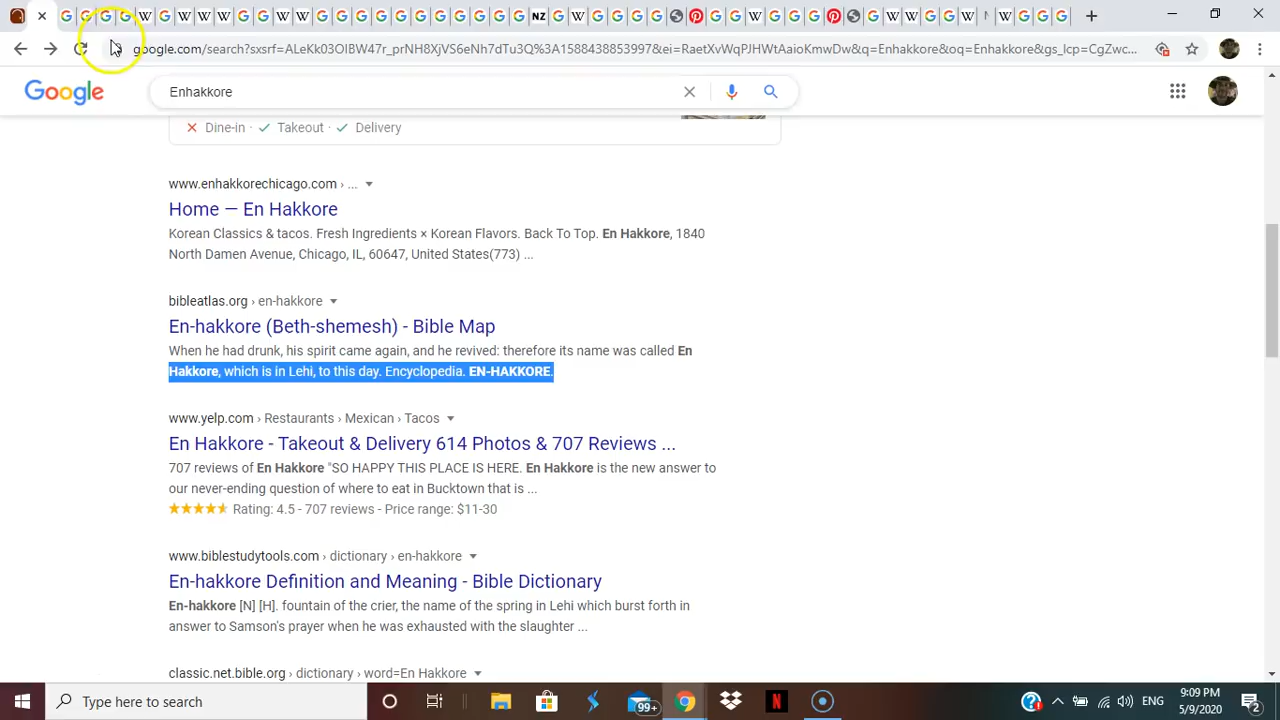 google.com/search?sxsrf=ALeKk03OIBW47r_prNH8XjVS6eNh7dTu3Q%3A1588438853997&ei=RaetXvWqPJHWtAaioKmwDw&q=Enhakkore&oq=Enhakkore&gs_lcp=CgZwc...
Google
Enhakkore
Dine-in · Takeout · Delivery
www.enhakkorechicago.com › ...
Home — En Hakkore
Korean Classics & tacos. Fresh Ingredients × Korean Flavors. Back To Top. En Hakkore, 1840
North Damen Avenue, Chicago, IL, 60647, United States(773) ...
bibleatlas.org › en-hakkore
En-hakkore (Beth-shemesh) - Bible Map
When he had drunk, his spirit came again, and he revived: therefore its name was called En
Hakkore, which is in Lehi, to this day. Encyclopedia. EN-HAKKORE.
www.yelp.com › Restaurants › Mexican › Tacos
En Hakkore - Takeout & Delivery 614 Photos & 707 Reviews ...
707 reviews of En Hakkore "SO HAPPY THIS PLACE IS HERE. En Hakkore is the new answer to
our never-ending question of where to eat in Bucktown that is ...
Rating: 4.5 - 707 reviews - Price range: $11-30
www.biblestudytools.com › dictionary › en-hakkore
En-hakkore Definition and Meaning - Bible Dictionary
En-hakkore [N] [H]. fountain of the crier, the name of the spring in Lehi which burst forth in
answer to Samson's prayer when he was exhausted with the slaughter ...
classic.net.bible.org › dictionary › word=En Hakkore
Type here to search
99+
N
ENG
9:09 PM
5/9/2020
2